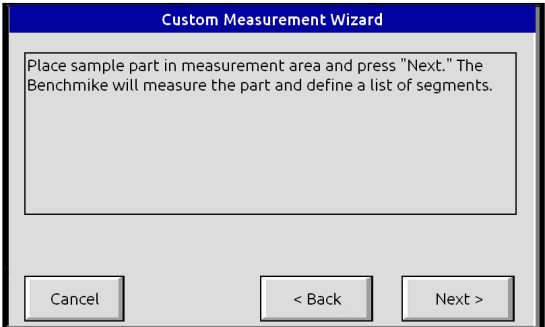 Custom Measurement Wizard
Place sample part in measurement area and press "Next." The
Benchmike will measure the part and define a list of segments.
Cancel
< Back
Next >